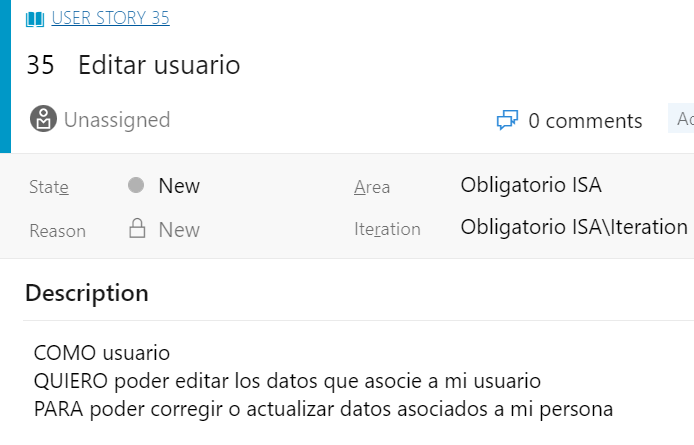 USER STORY 35
35 Editar usuario
Unassigned
0 comments
State New
Area Obligatorio ISA
Reason New
Iteration Obligatorio ISA\Iteration
Description
COMO usuario
QUIERO poder editar los datos que asocie a mi usuario
PARA poder corregir o actualizar datos asociados a mi persona